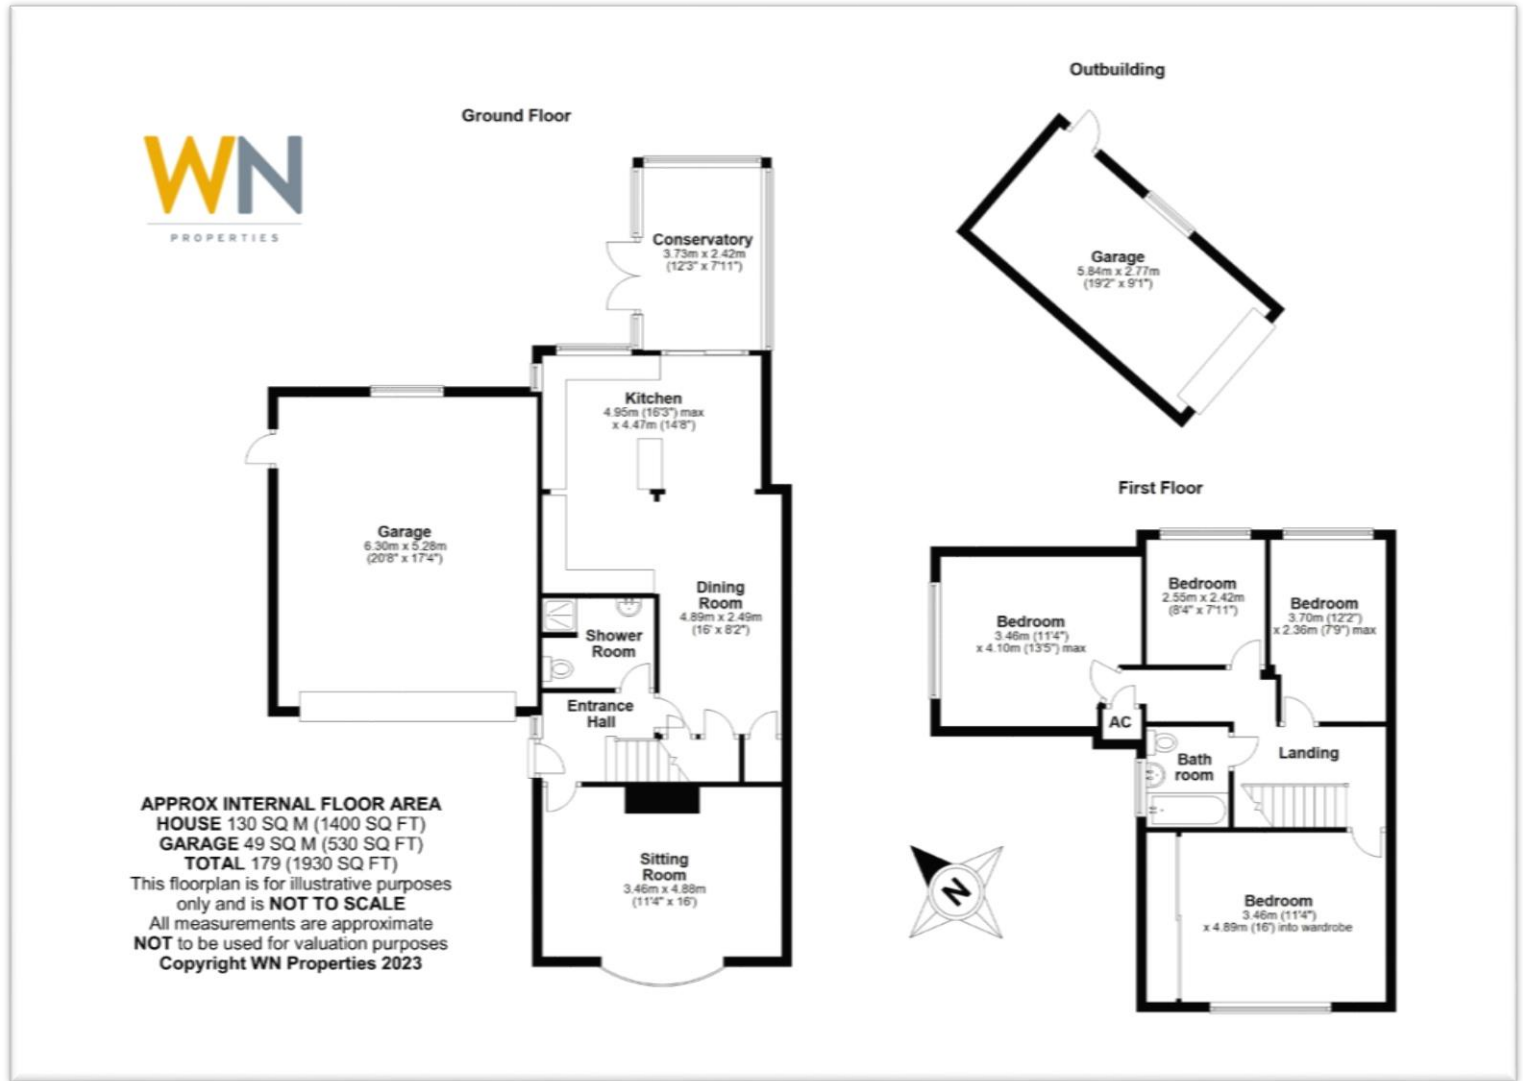 Outbuilding
Ground Floor
WN
PROPERTIES
Conservatory
3.73m x 2.42m
(12'3" x 7'11")
Garage
5.84m x 2.77m
(19'2" x 9'1")
Kitchen
4.95m (16'3") max
x 4.47m (14'8")
Garage
6.30m x 5.28m
(20'8" x 17'4")
Dining
Room
4.89m x 2.49m
(16' x 8'2")
Shower
Room
Entrance
Hall
Sitting
Room
3.46m x 4.88m
(11'4" x 16')
First Floor
Bedroom
3.46m (11'4")
x 4.10m (13'5") max
Bedroom
2.55m x 2.42m
(8'4" x 7'11")
Bedroom
3.70m (12'2")
x 2.36m (7'9") max
AC
Bath
room
Landing
Bedroom
3.46m (11'4")
x 4.89m (16') into wardrobe
N
APPROX INTERNAL FLOOR AREA
HOUSE 130 SQ M (1400 SQ FT)
GARAGE 49 SQ M (530 SQ FT)
TOTAL 179 (1930 SQ FT)
This floorplan is for illustrative purposes
only and is NOT TO SCALE
All measurements are approximate
NOT to be used for valuation purposes
Copyright WN Properties 2023